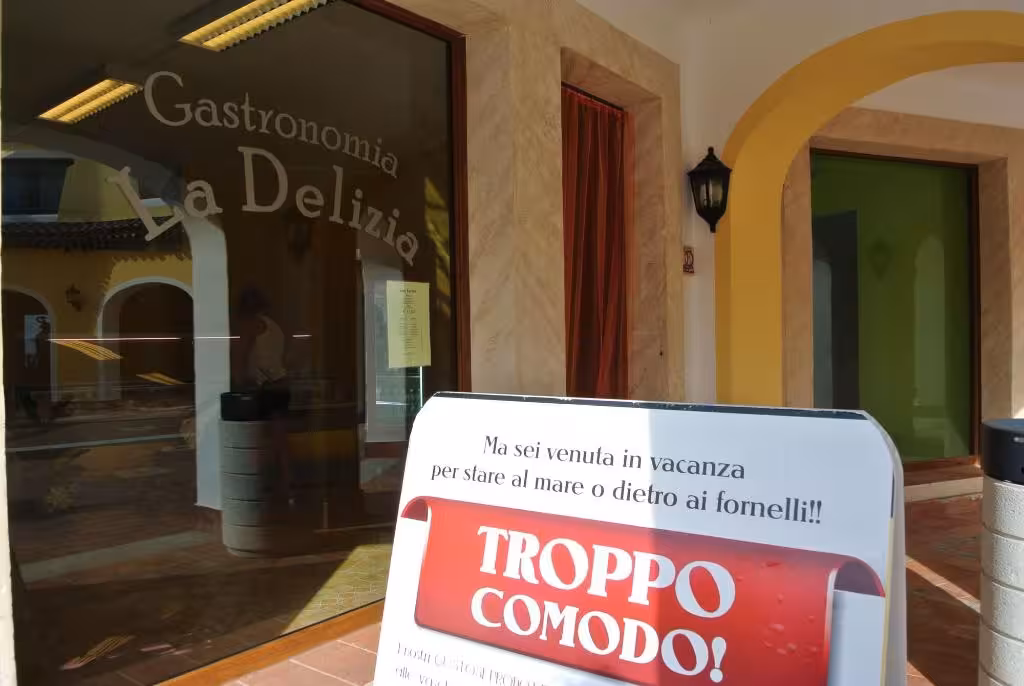 Gastronomia
La Delizia
Ma sei venuta in vacanza
per stare al mare o dietro ai fornelli!!
TROPPO
COMODO!